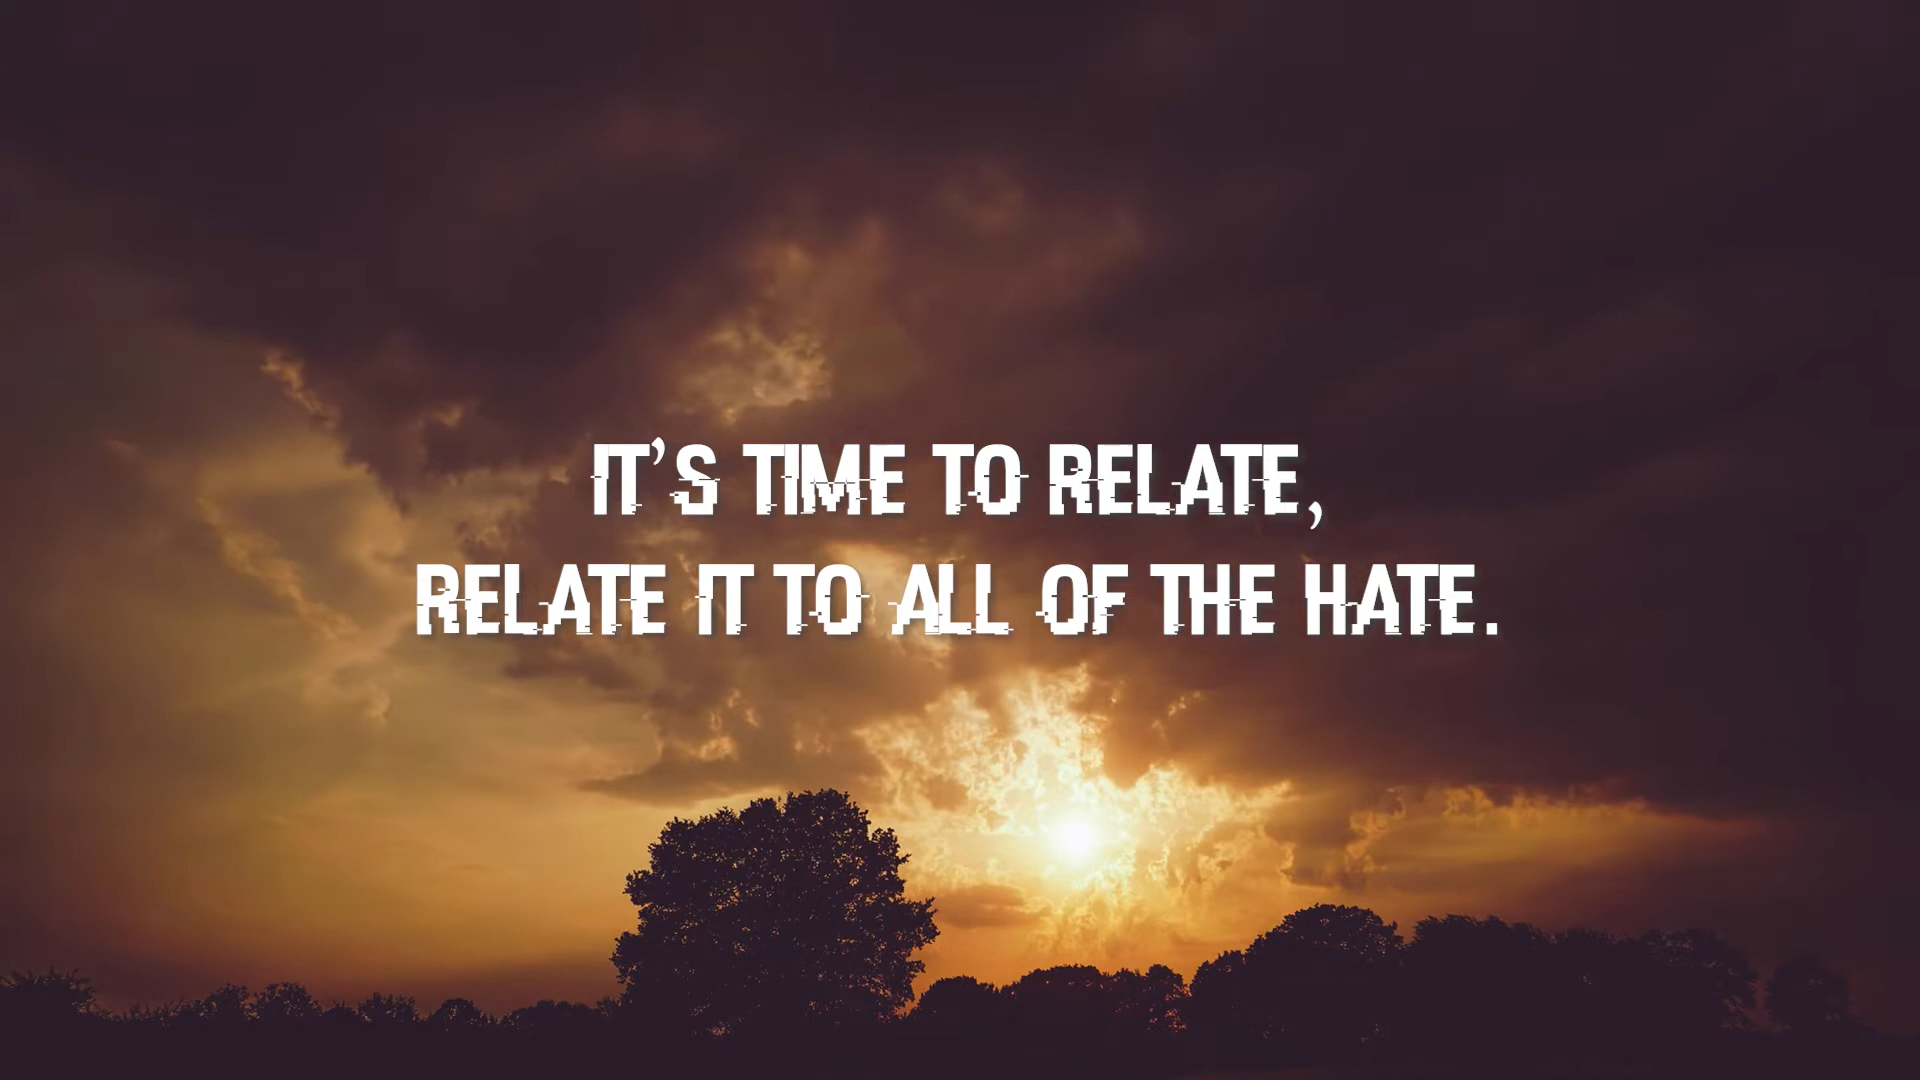 IT'S TIME TO RELATE,
RELATE IT TO ALL OF THE HATE.